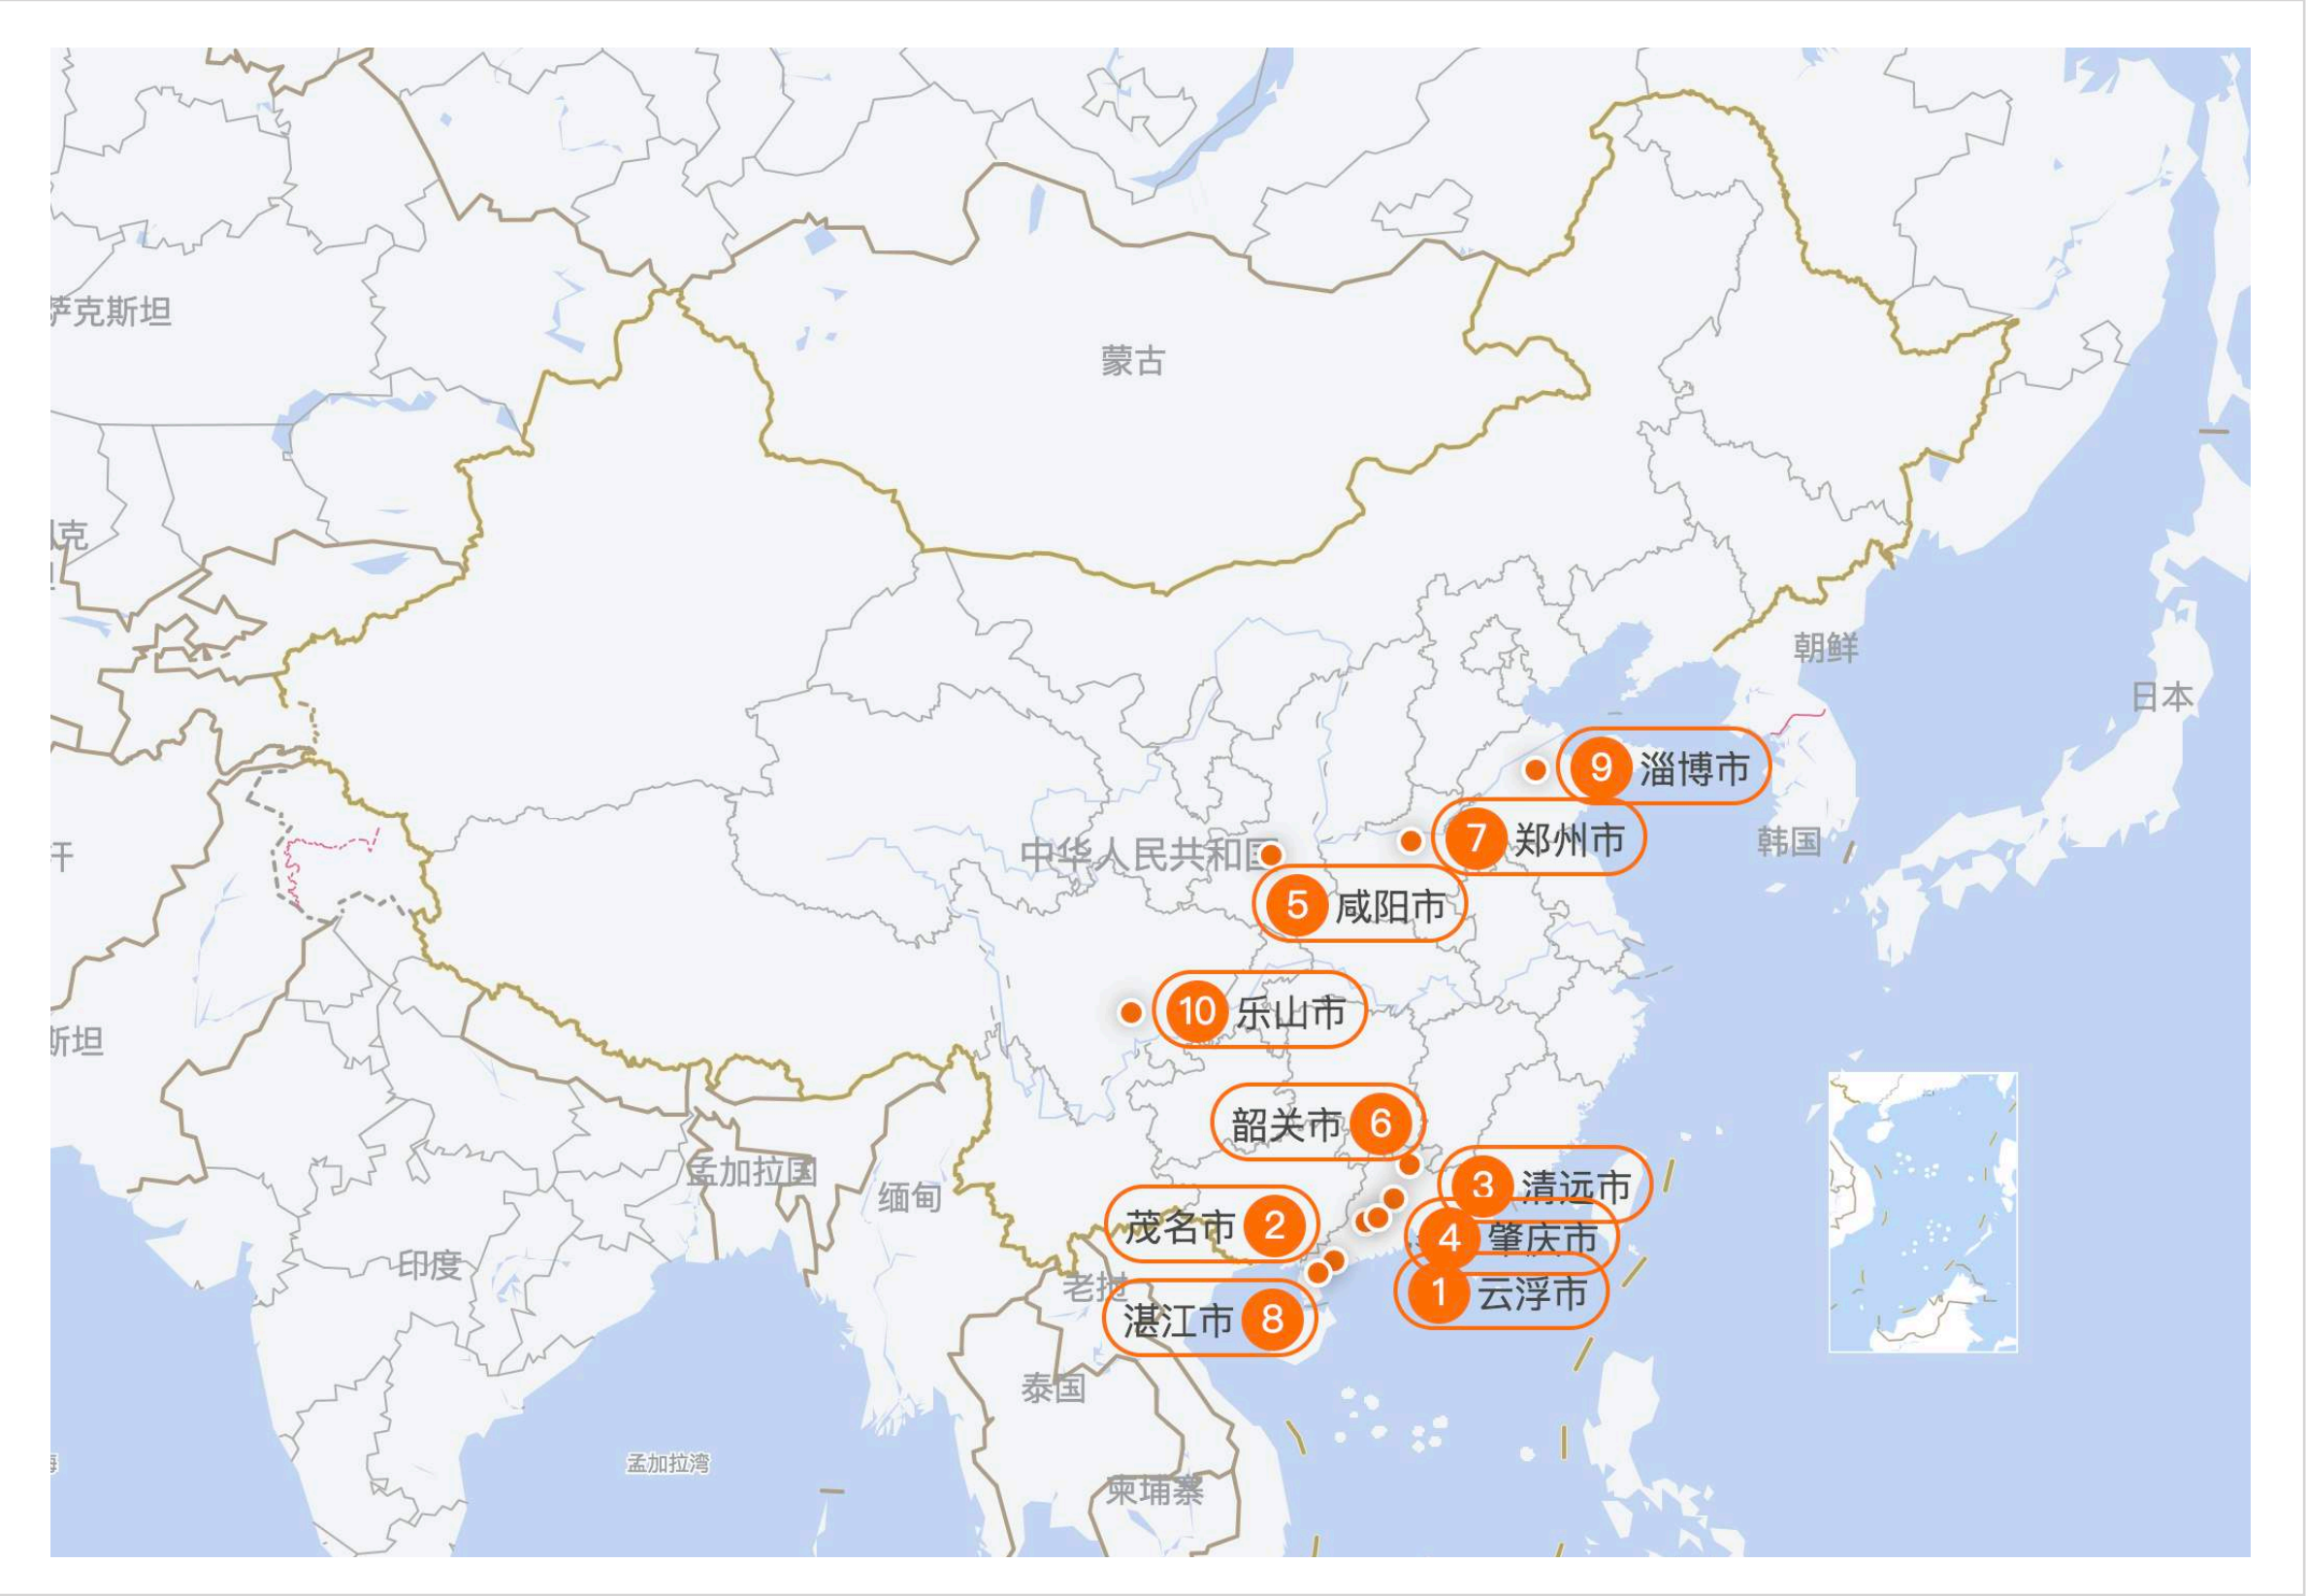 萨克斯坦
蒙古
克
朝鲜
日本
9 淄博市
7 郑州市
韩国
中华人民共和国
5 咸阳市
10 乐山市
斯坦
韶关市 6
孟加拉国
缅甸
3 清远市
茂名市 2
4 肇庆市
印度
老挝
1 云浮市
湛江市 8
泰国
孟加拉湾
柬埔寨